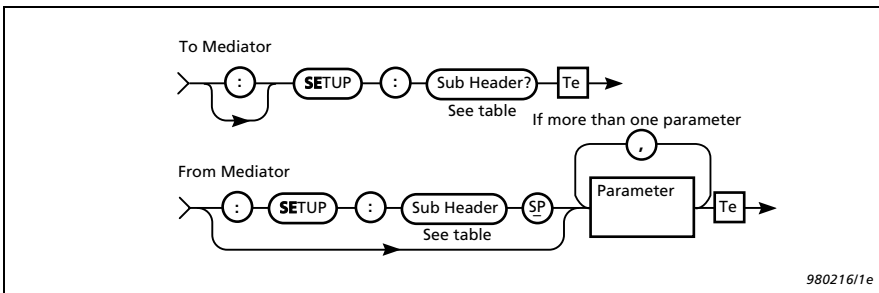 To Mediator
: SETUP : Sub Header? Te
See table
If more than one parameter
,
From Mediator
: SETUP : Sub Header SP Parameter Te
See table
980216/1e